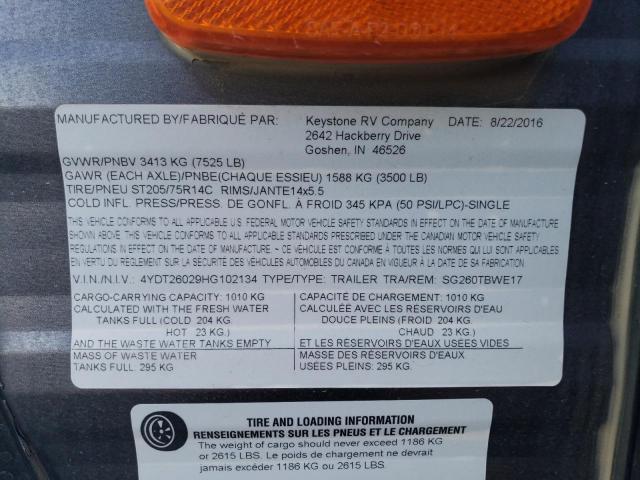 SAE-A-P2-DOT
MANUFACTURED BY/FABRIQUÉ PAR: Keystone RV Company DATE: 8/22/2016
2642 Hackberry Drive
Goshen, IN 46526
GVWR/PNBV 3413 KG (7525 LB)
GAWR (EACH AXLE)/PNBE(CHAQUE ESSIEU) 1588 KG (3500 LB)
TIRE/PNEU ST205/75R14C RIMS/JANTE14x5.5
COLD INFL. PRESS/PRESS. DE GONFL. À FROID 345 KPA (50 PSI/LPC)-SINGLE
THIS VEHICLE CONFORMS TO ALL APPLICABLE U.S. FEDERAL MOTOR VEHICLE SAFETY STANDARDS IN EFFECT ON THE DATE OF MANUFACTURE
SHOWN ABOVE. THIS VEHICLE CONFORMS TO ALL APPLICABLE STANDARDS PRESCRIBED UNDER THE CANADIAN MOTOR VEHICLE SAFETY
REGULATIONS IN EFFECT ON THE DATE OF MANUFACTURE ~ CE VÉHICULE EST CONFORME À TOUTES LES NORMES QUI LUI SONT APPLICABLES
EN VERTU DU RÈGLEMENT SUR LA SÉCURITÉ DES VÉHICULES AUTOMOBILES DU CANADA EN VIGUEUR À LA DATE DE SA FABRICATION.
V.I.N./N.I.V.: 4YDT26029HG102134 TYPE/TYPE: TRAILER TRA/REM: SG260TBWE17
CARGO-CARRYING CAPACITY: 1010 KG
CALCULATED WITH THE FRESH WATER
TANKS FULL (COLD 204 KG.
HOT 23 KG.)
AND THE WASTE WATER TANKS EMPTY
MASS OF WASTE WATER
TANKS FULL: 295 KG
CAPACITÉ DE CHARGEMENT: 1010 KG
CALCULÉE AVEC LES RÉSERVOIRS D'EAU
DOUCE PLEINS (FROID 204 KG
CHAUD 23 KG.)
ET LES RÉSERVOIRS D'EAUX USÉES VIDES
MASSE DES RÉSERVOIRS D'EAUX
USÉES PLEINS: 295 KG.
TIRE AND LOADING INFORMATION
RENSEIGNEMENTS SUR LES PNEUS ET LE CHARGEMENT
The weight of cargo should never exceed 1186 KG
or 2615 LBS. Le poids de chargement ne devrait
jamais excéder 1186 KG ou 2615 LBS.